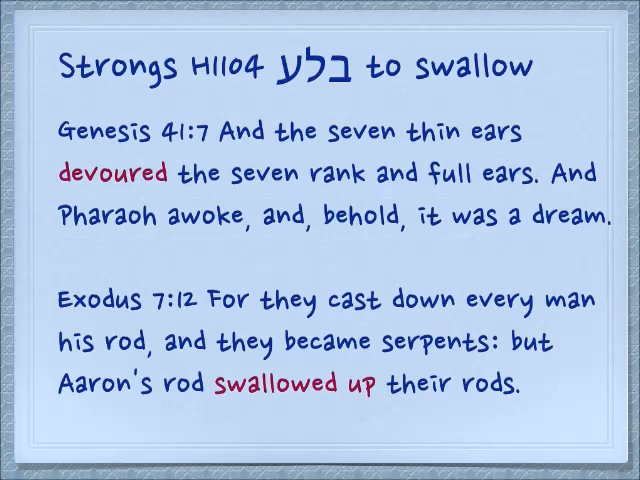 Strongs H1104 בלע to swallow
Genesis 41:7 And the seven thin ears
devoured the seven rank and full ears. And
Pharaoh awoke, and, behold, it was a dream.
Exodus 7:12 For they cast down every man
his rod, and they became serpents: but
Aaron's rod swallowed up their rods.